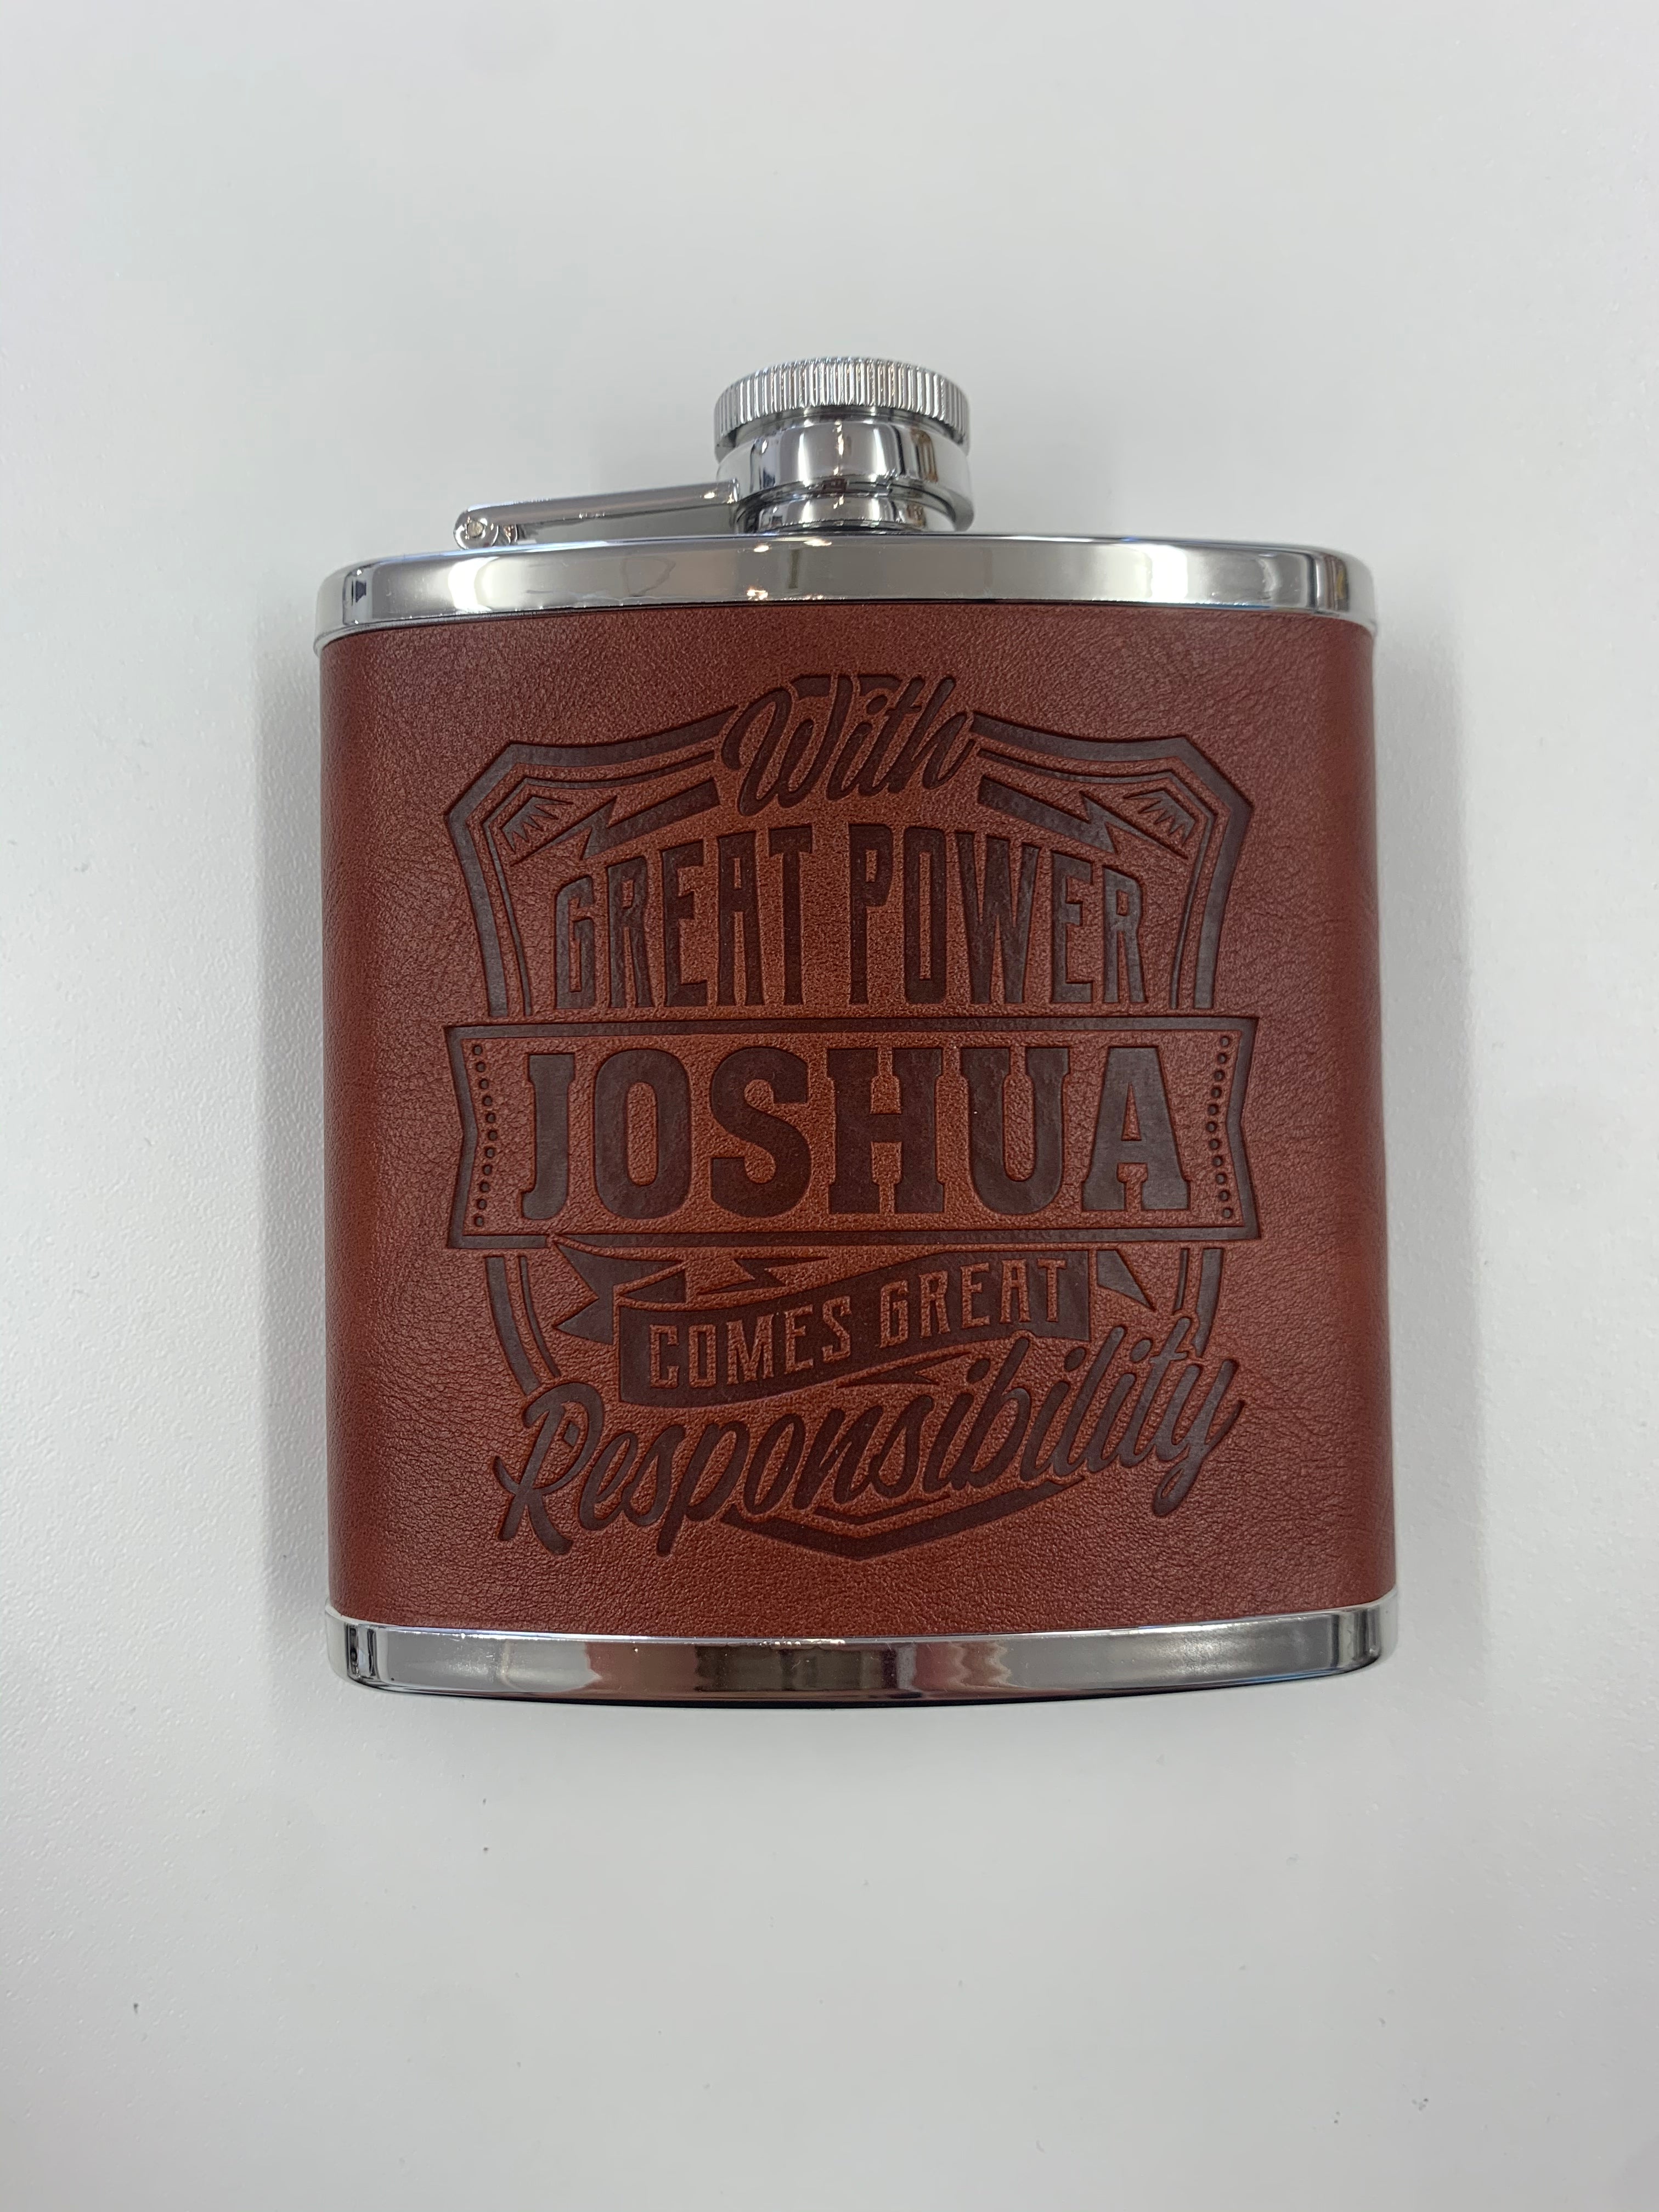 With
GREAT POWER
JOSHUA
COMES GREAT
Responsibility